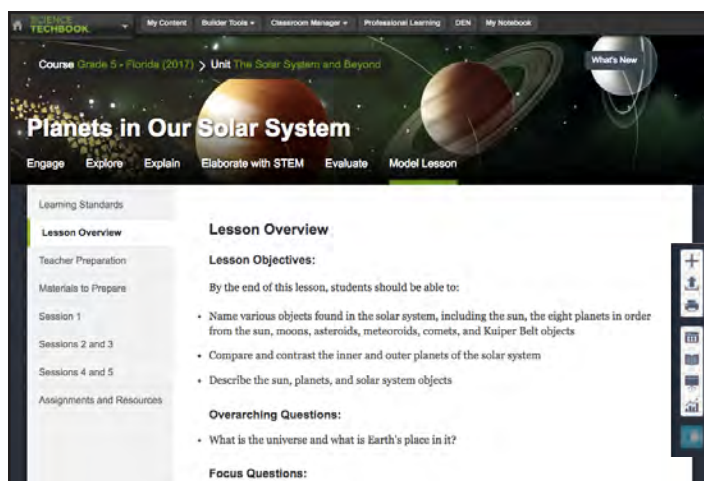 SCIENCE
TECHBOOK
My Content Builder Tools Classroom Manager Professional Learning DEN My Notebook
Course Grade 5 - Florida (2017) > Unit The Solar System and Beyond
What's New
Planets in Our Solar System
Engage Explore Explain Elaborate with STEM Evaluate Model Lesson
Learning Standards
Lesson Overview
Teacher Preparation
Materials to Prepare
Session 1
Sessions 2 and 3
Sessions 4 and 5
Assignments and Resources
Lesson Overview
Lesson Objectives:
By the end of this lesson, students should be able to:
• Name various objects found in the solar system, including the sun, the eight planets in order
from the sun, moons, asteroids, meteoroids, comets, and Kuiper Belt objects
• Compare and contrast the inner and outer planets of the solar system
• Describe the sun, planets, and solar system objects
Overarching Questions:
• What is the universe and what is Earth's place in it?
Focus Questions: